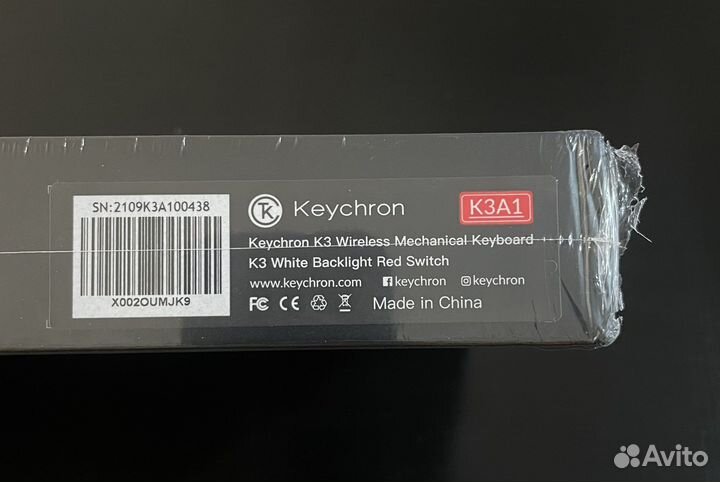 SN:2109K3A100438
X002OUMJK9
Keychron
K3A1
Keychron K3 Wireless Mechanical Keyboard
K3 White Backlight Red Switch
www.keychron.com keychron keychron
FC CE Made in China
Avito